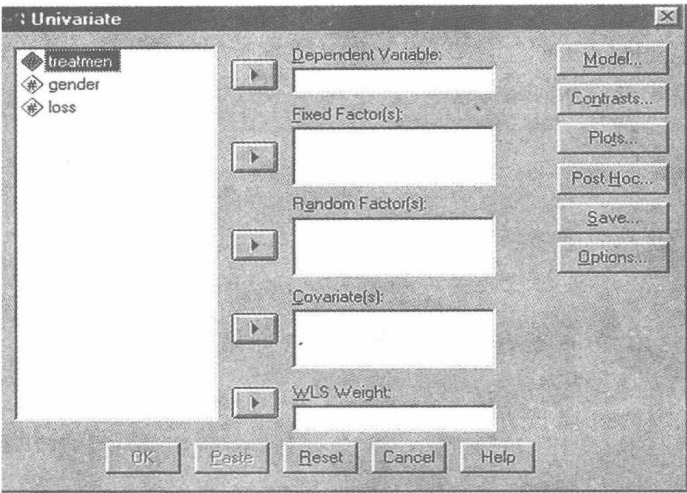 Univariate
treatmen
gender
loss
Dependent Variable:
Fixed Factor(s):
Random Factor(s):
Covariate(s):
WLS Weight:
Model...
Contrasts...
Plots...
Post Hoc...
Save...
Options...
OK
Paste
Reset
Cancel
Help